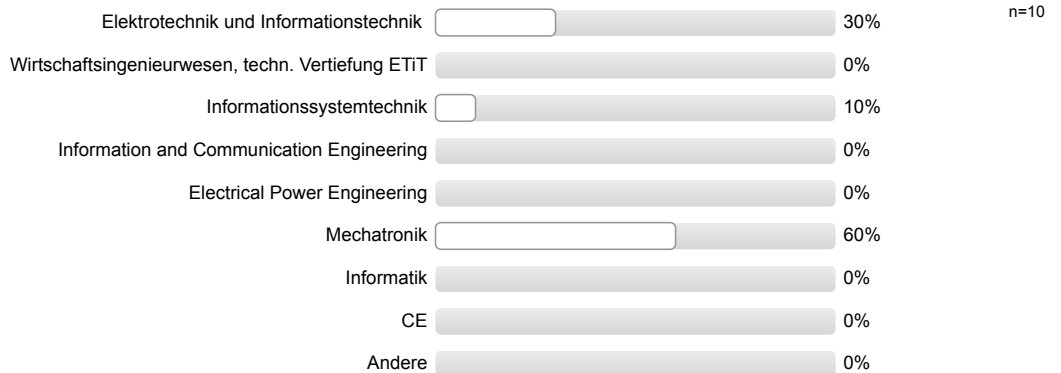 Elektrotechnik und Informationstechnik 30% n=10
Wirtschaftsingenieurwesen, techn. Vertiefung ETiT 0%
Informationssystemtechnik 10%
Information and Communication Engineering 0%
Electrical Power Engineering 0%
Mechatronik 60%
Informatik 0%
CE 0%
Andere 0%